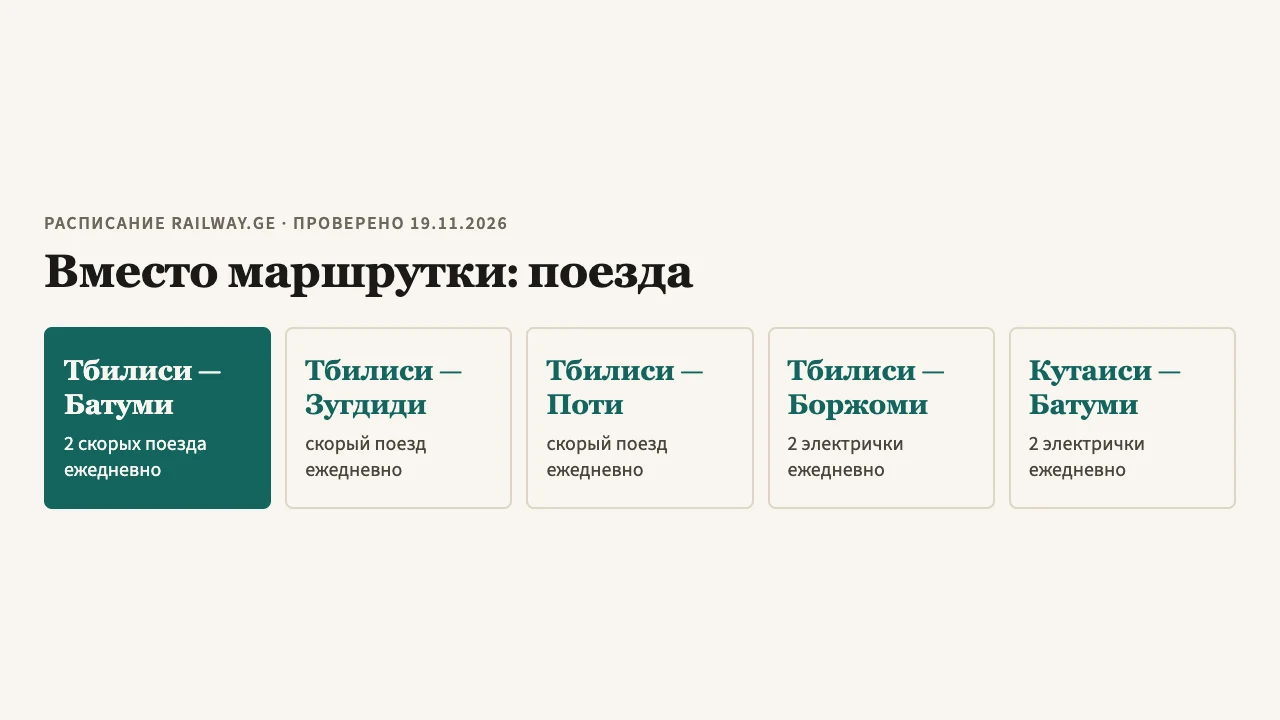 РАСПИСАНИЕ RAILWAY.GE · ПРОВЕРЕНО 19.11.2026
Вместо маршрутки: поезда
Тбилиси —
Батуми
2 скорых поезда
ежедневно
Тбилиси —
Зугдиди
скорый поезд
ежедневно
Тбилиси —
Поти
скорый поезд
ежедневно
Тбилиси —
Боржоми
2 электрички
ежедневно
Кутаиси —
Батуми
2 электрички
ежедневно